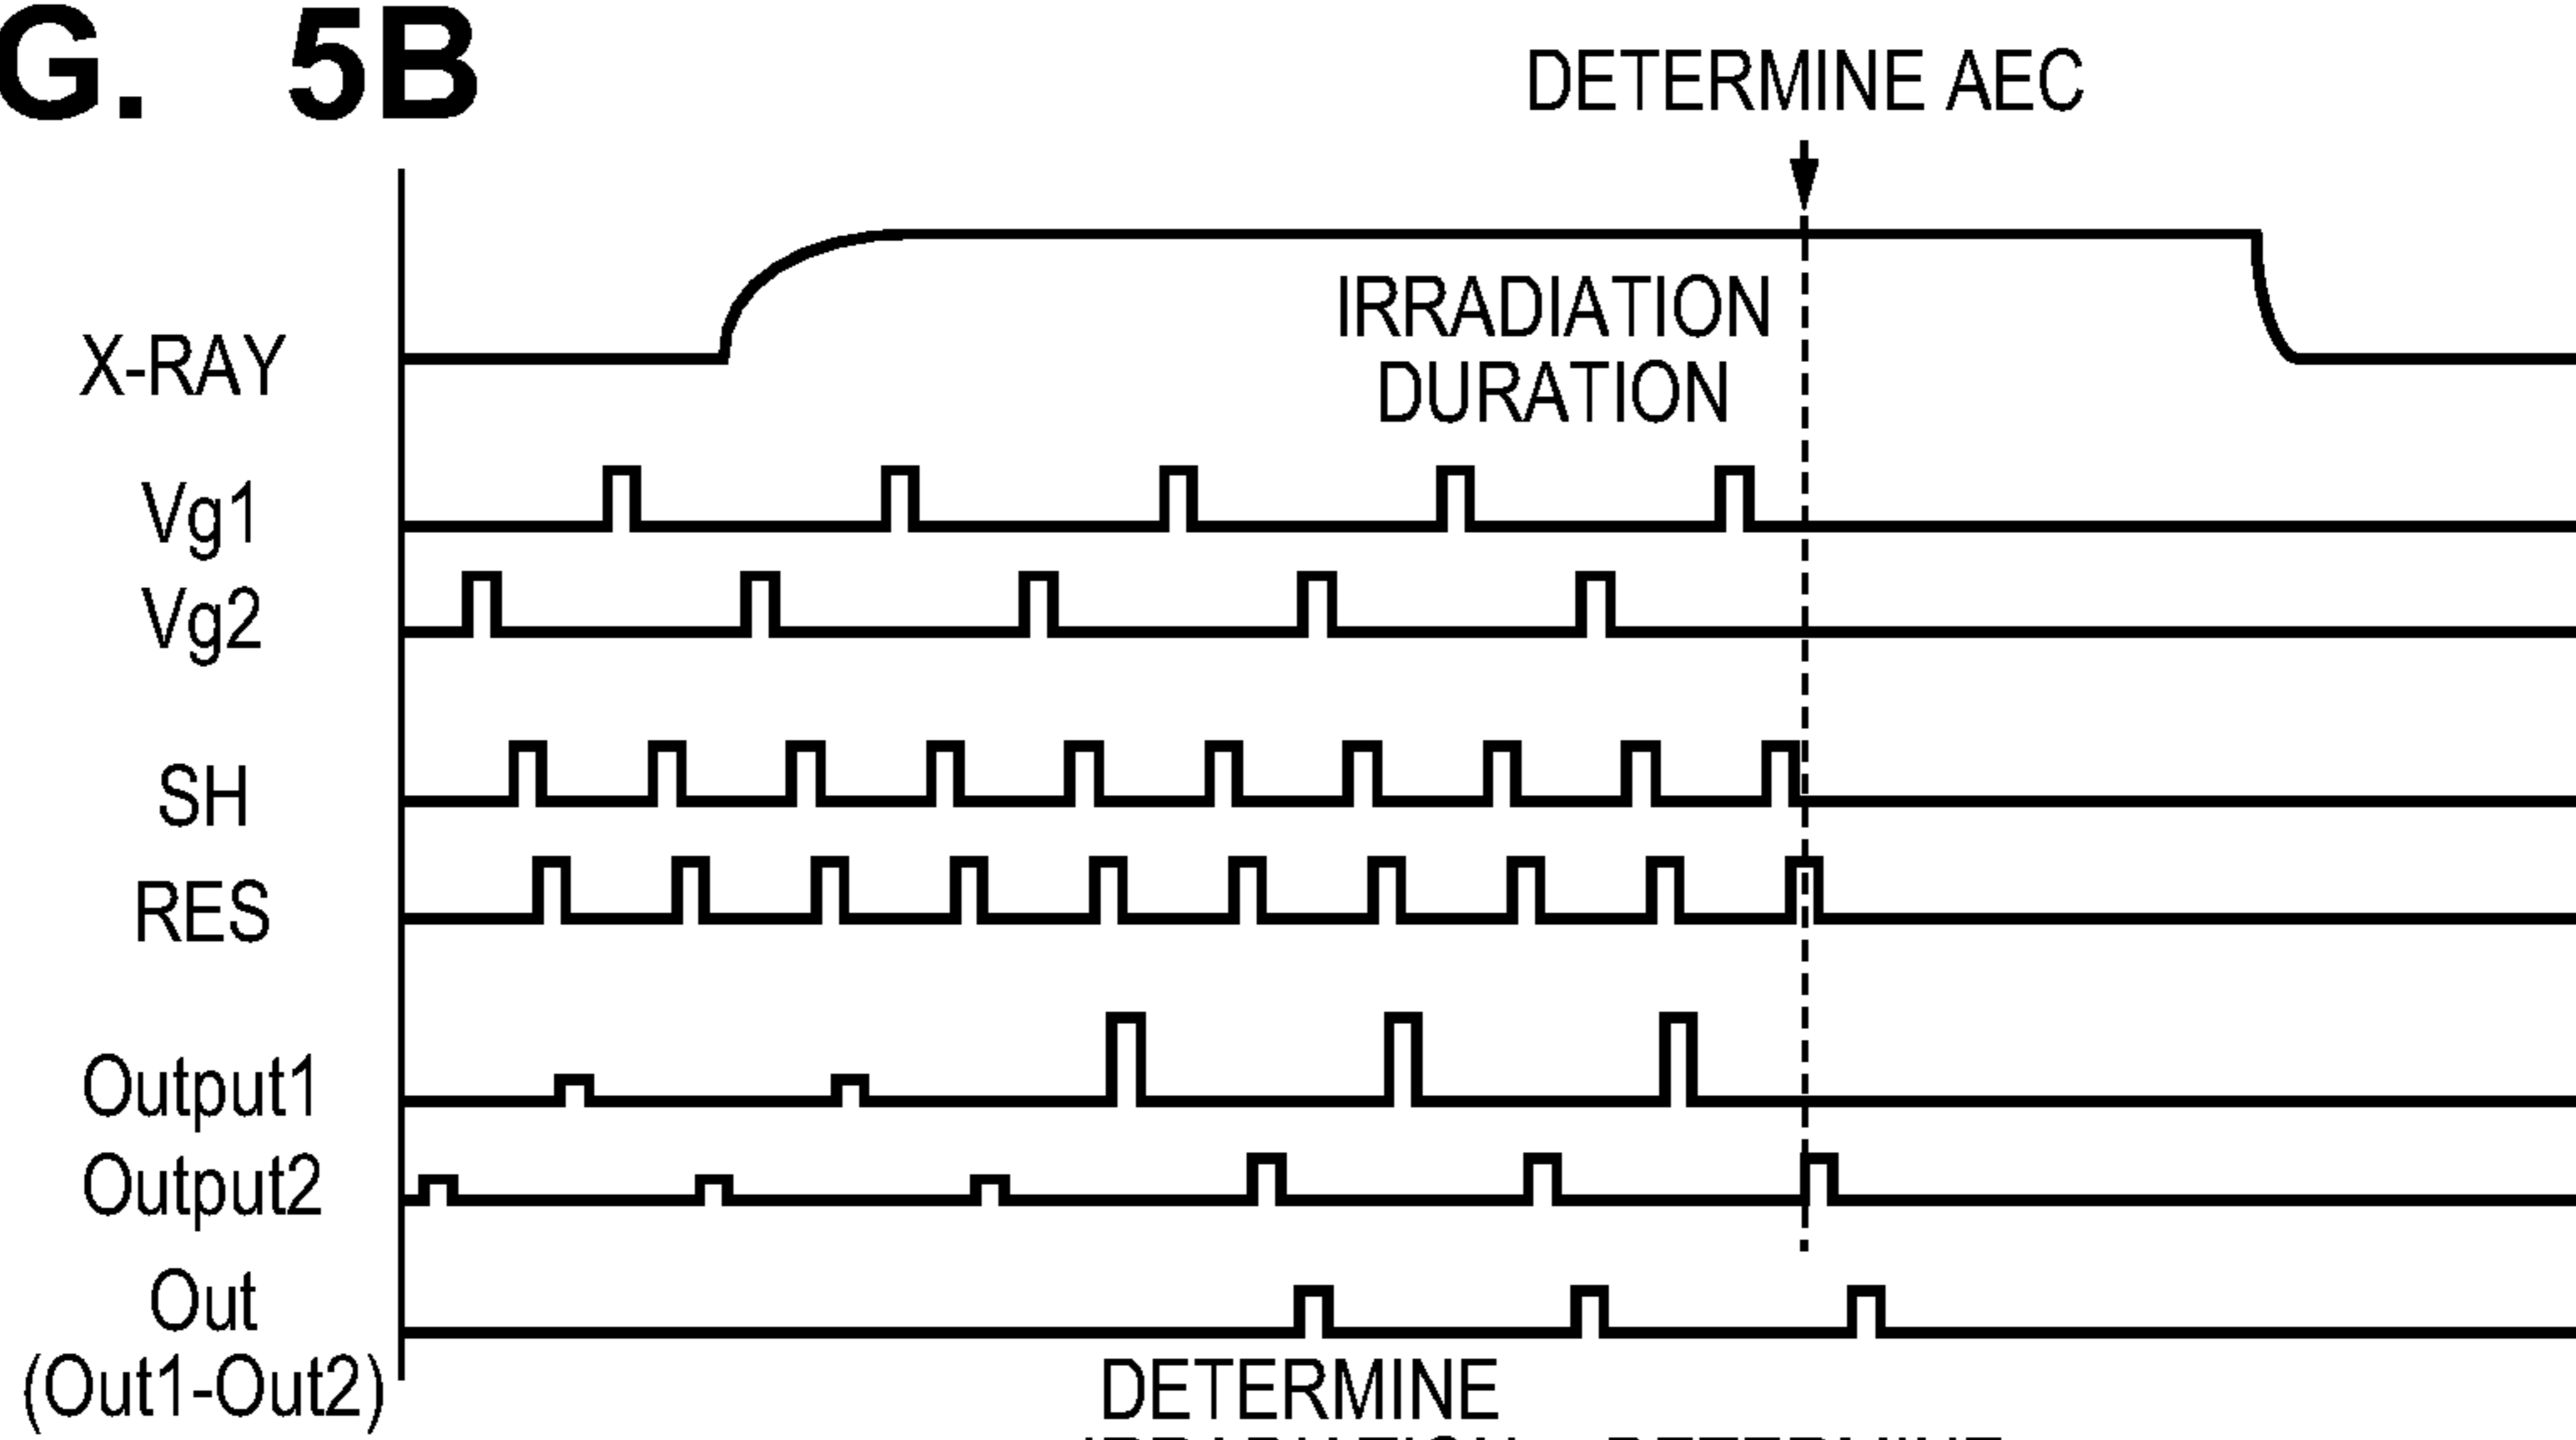 G. 5B
DETERMINE AEC
X-RAY
IRRADIATION
DURATION
Vg1
Vg2
SH
RES
Output1
Output2
Out
(Out1-Out2)
DETERMINE